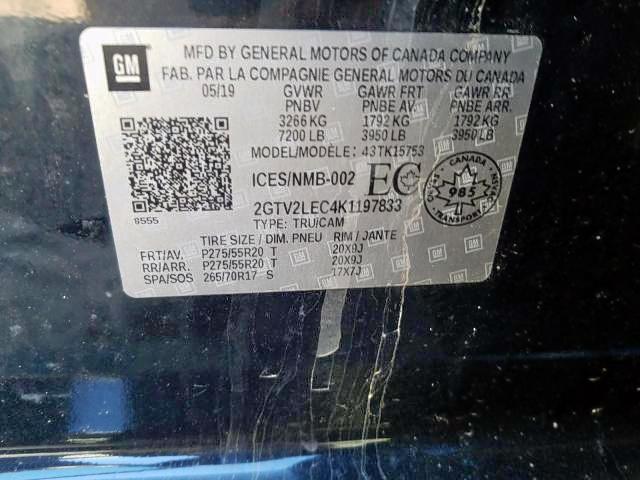 GM
MFD BY GENERAL MOTORS OF CANADA COMPANY
FAB. PAR LA COMPAGNIE GENERAL MOTORS DU CANADA
05/19 GVWR GAWR FRT GAWR RR
PNBV PNBE AV. PNBE ARR.
3266 KG 1792 KG 1792 KG
7200 LB 3950 LB 3950 LB
MODEL/MODÈLE: 43TK15753
ICES/NMB-002 EC
CANADA
985
TRANSPORT
2GTV2LEC4K1197833
6555
TYPE: TRU/CAM
TIRE SIZE / DIM. PNEU RIM / JANTE
FRT/AV. P275/55R20 T 20X9J
RR/ARR. P275/55R20 T 20X9J
SPA/SOS 265/70R17 S 17X7J